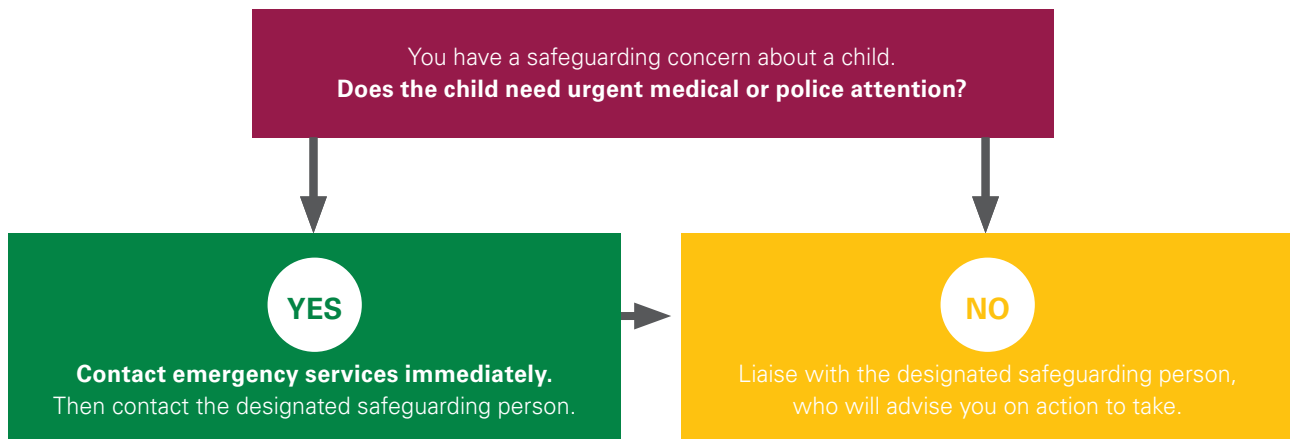 You have a safeguarding concern about a child.
Does the child need urgent medical or police attention?
YES
Contact emergency services immediately.
Then contact the designated safeguarding person.
NO
Liaise with the designated safeguarding person,
who will advise you on action to take.